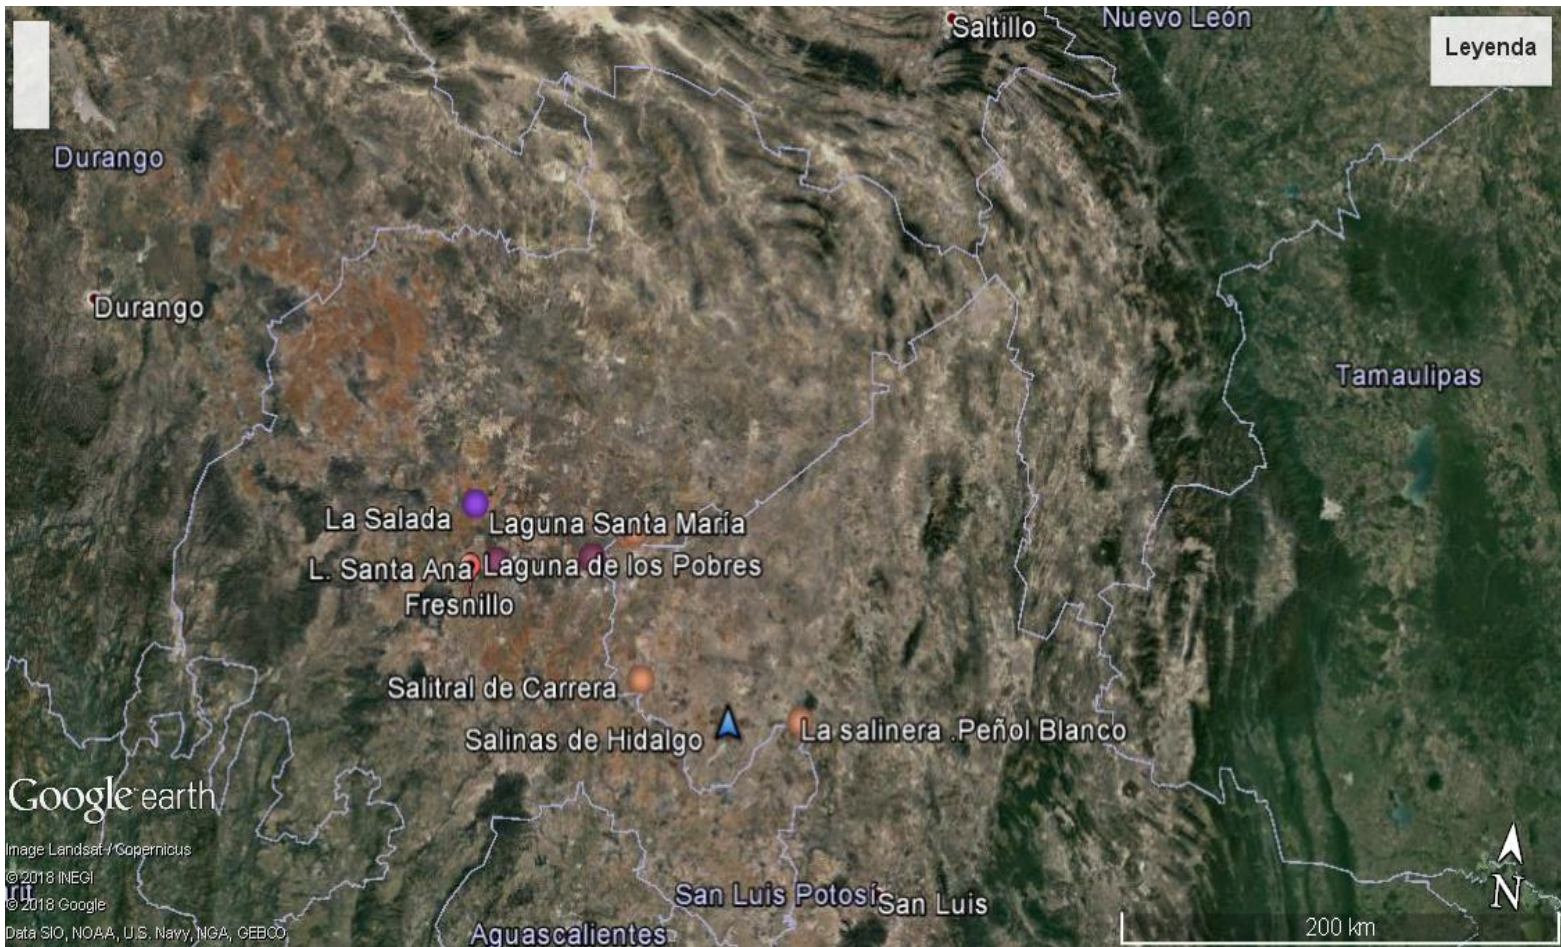 Saltillo
Nuevo León
Leyenda
Durango
Durango
Tamaulipas
La Salada
Laguna Santa María
L. Santa Ana
Laguna de los Pobres
Fresnillo
Salitral de Carrera
Salinas de Hidalgo
La salinera .Peñol Blanco
Google earth
Image Landsat / Copernicus
© 2018 INEGI
© 2018 Google
Data SIO, NOAA, U.S. Navy, NGA, GEBCO
San Luis Potosí
San Luis
Aguascalientes
N
200 km